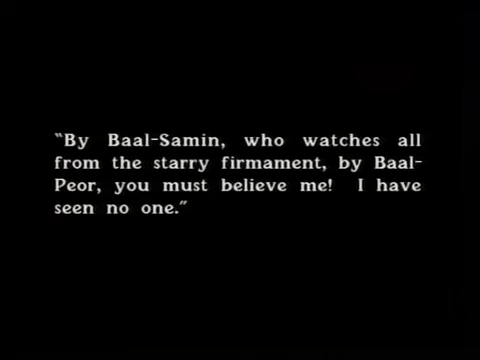 “By Baal-Samin, who watches all
from the starry firmament, by Baal-
Peor, you must believe me!  I have
seen no one.”